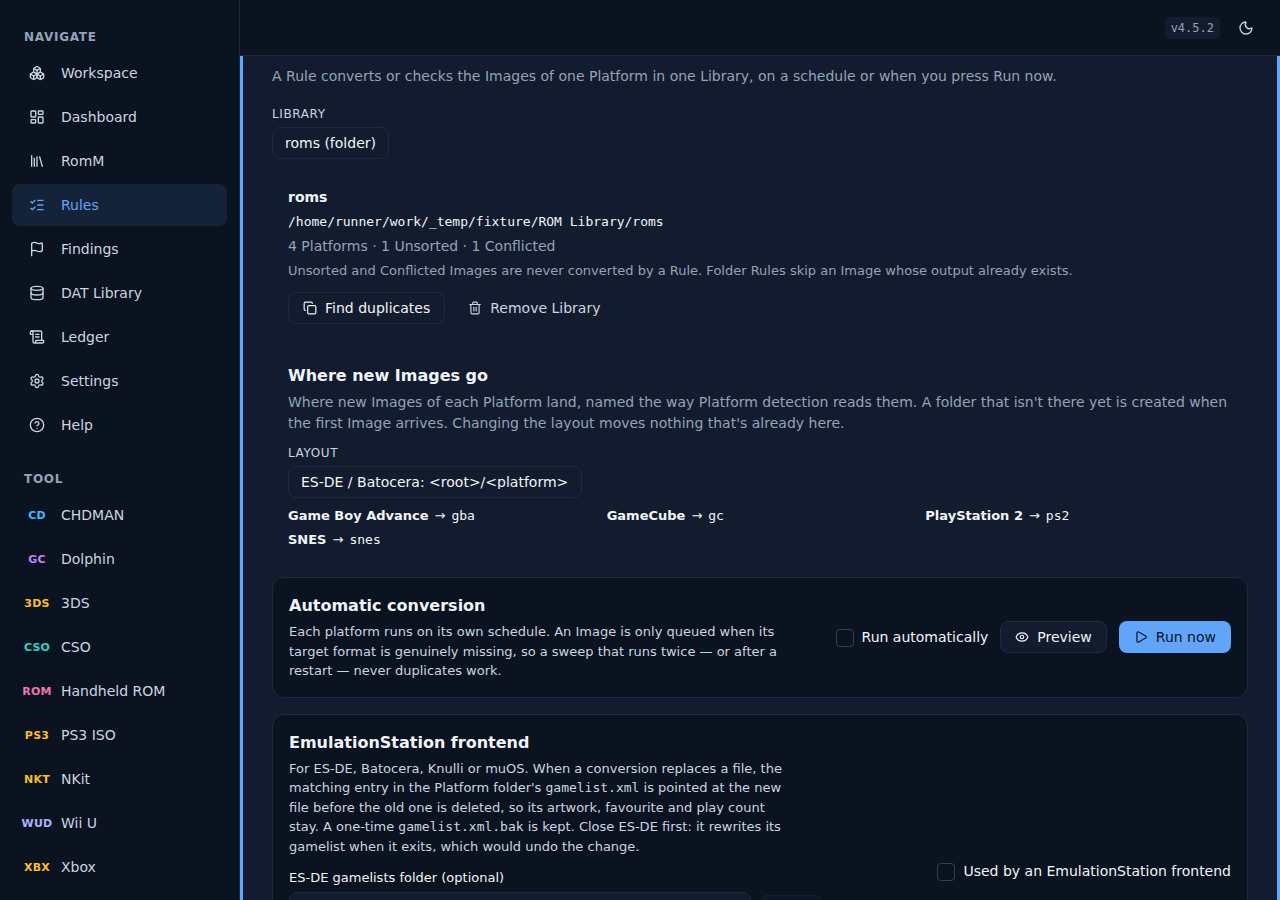 NAVIGATE
Workspace
Dashboard
RomM
Rules
Findings
DAT Library
Ledger
Settings
Help
TOOL
CD CHDMAN
GC Dolphin
3DS 3DS
CSO CSO
ROM Handheld ROM
PS3 PS3 ISO
NKT NKit
WUD Wii U
XBX Xbox
v4.5.2
A Rule converts or checks the Images of one Platform in one Library, on a schedule or when you press Run now.
LIBRARY
roms (folder)
roms
/home/runner/work/_temp/fixture/ROM Library/roms
4 Platforms · 1 Unsorted · 1 Conflicted
Unsorted and Conflicted Images are never converted by a Rule. Folder Rules skip an Image whose output already exists.
Find duplicates
Remove Library
Where new Images go
Where new Images of each Platform land, named the way Platform detection reads them. A folder that isn't there yet is created when
the first Image arrives. Changing the layout moves nothing that's already here.
LAYOUT
ES-DE / Batocera: <root>/<platform>
Game Boy Advance → gba
GameCube → gc
PlayStation 2 → ps2
SNES → snes
Automatic conversion
Each platform runs on its own schedule. An Image is only queued when its
target format is genuinely missing, so a sweep that runs twice — or after a
restart — never duplicates work.
Run automatically
Preview
Run now
EmulationStation frontend
For ES-DE, Batocera, Knulli or muOS. When a conversion replaces a file, the
matching entry in the Platform folder's gamelist.xml is pointed at the new
file before the old one is deleted, so its artwork, favourite and play count
stay. A one-time gamelist.xml.bak is kept. Close ES-DE first: it rewrites its
gamelist when it exits, which would undo the change.
ES-DE gamelists folder (optional)
Used by an EmulationStation frontend